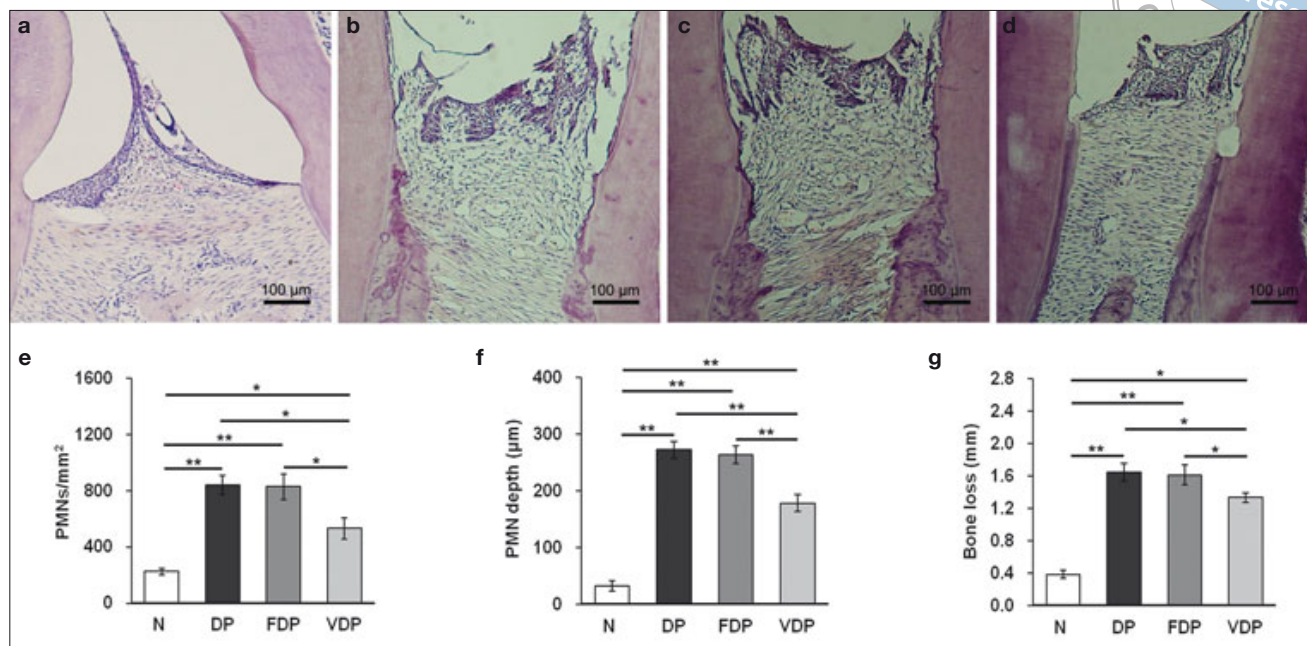 a b c d
100 µm 100 µm 100 µm 100 µm
e
1600
1200
800
400
0
PMNs/mm²
* * ** ** *
N DP FDP VDP
f
400
300
200
100
0
PMN depth (µm)
** ** ** ** **
N DP FDP VDP
g
2.8
2.4
2.0
1.6
1.2
0.8
0.4
0.0
Bone loss (mm)
* ** * ** *
N DP FDP VDP